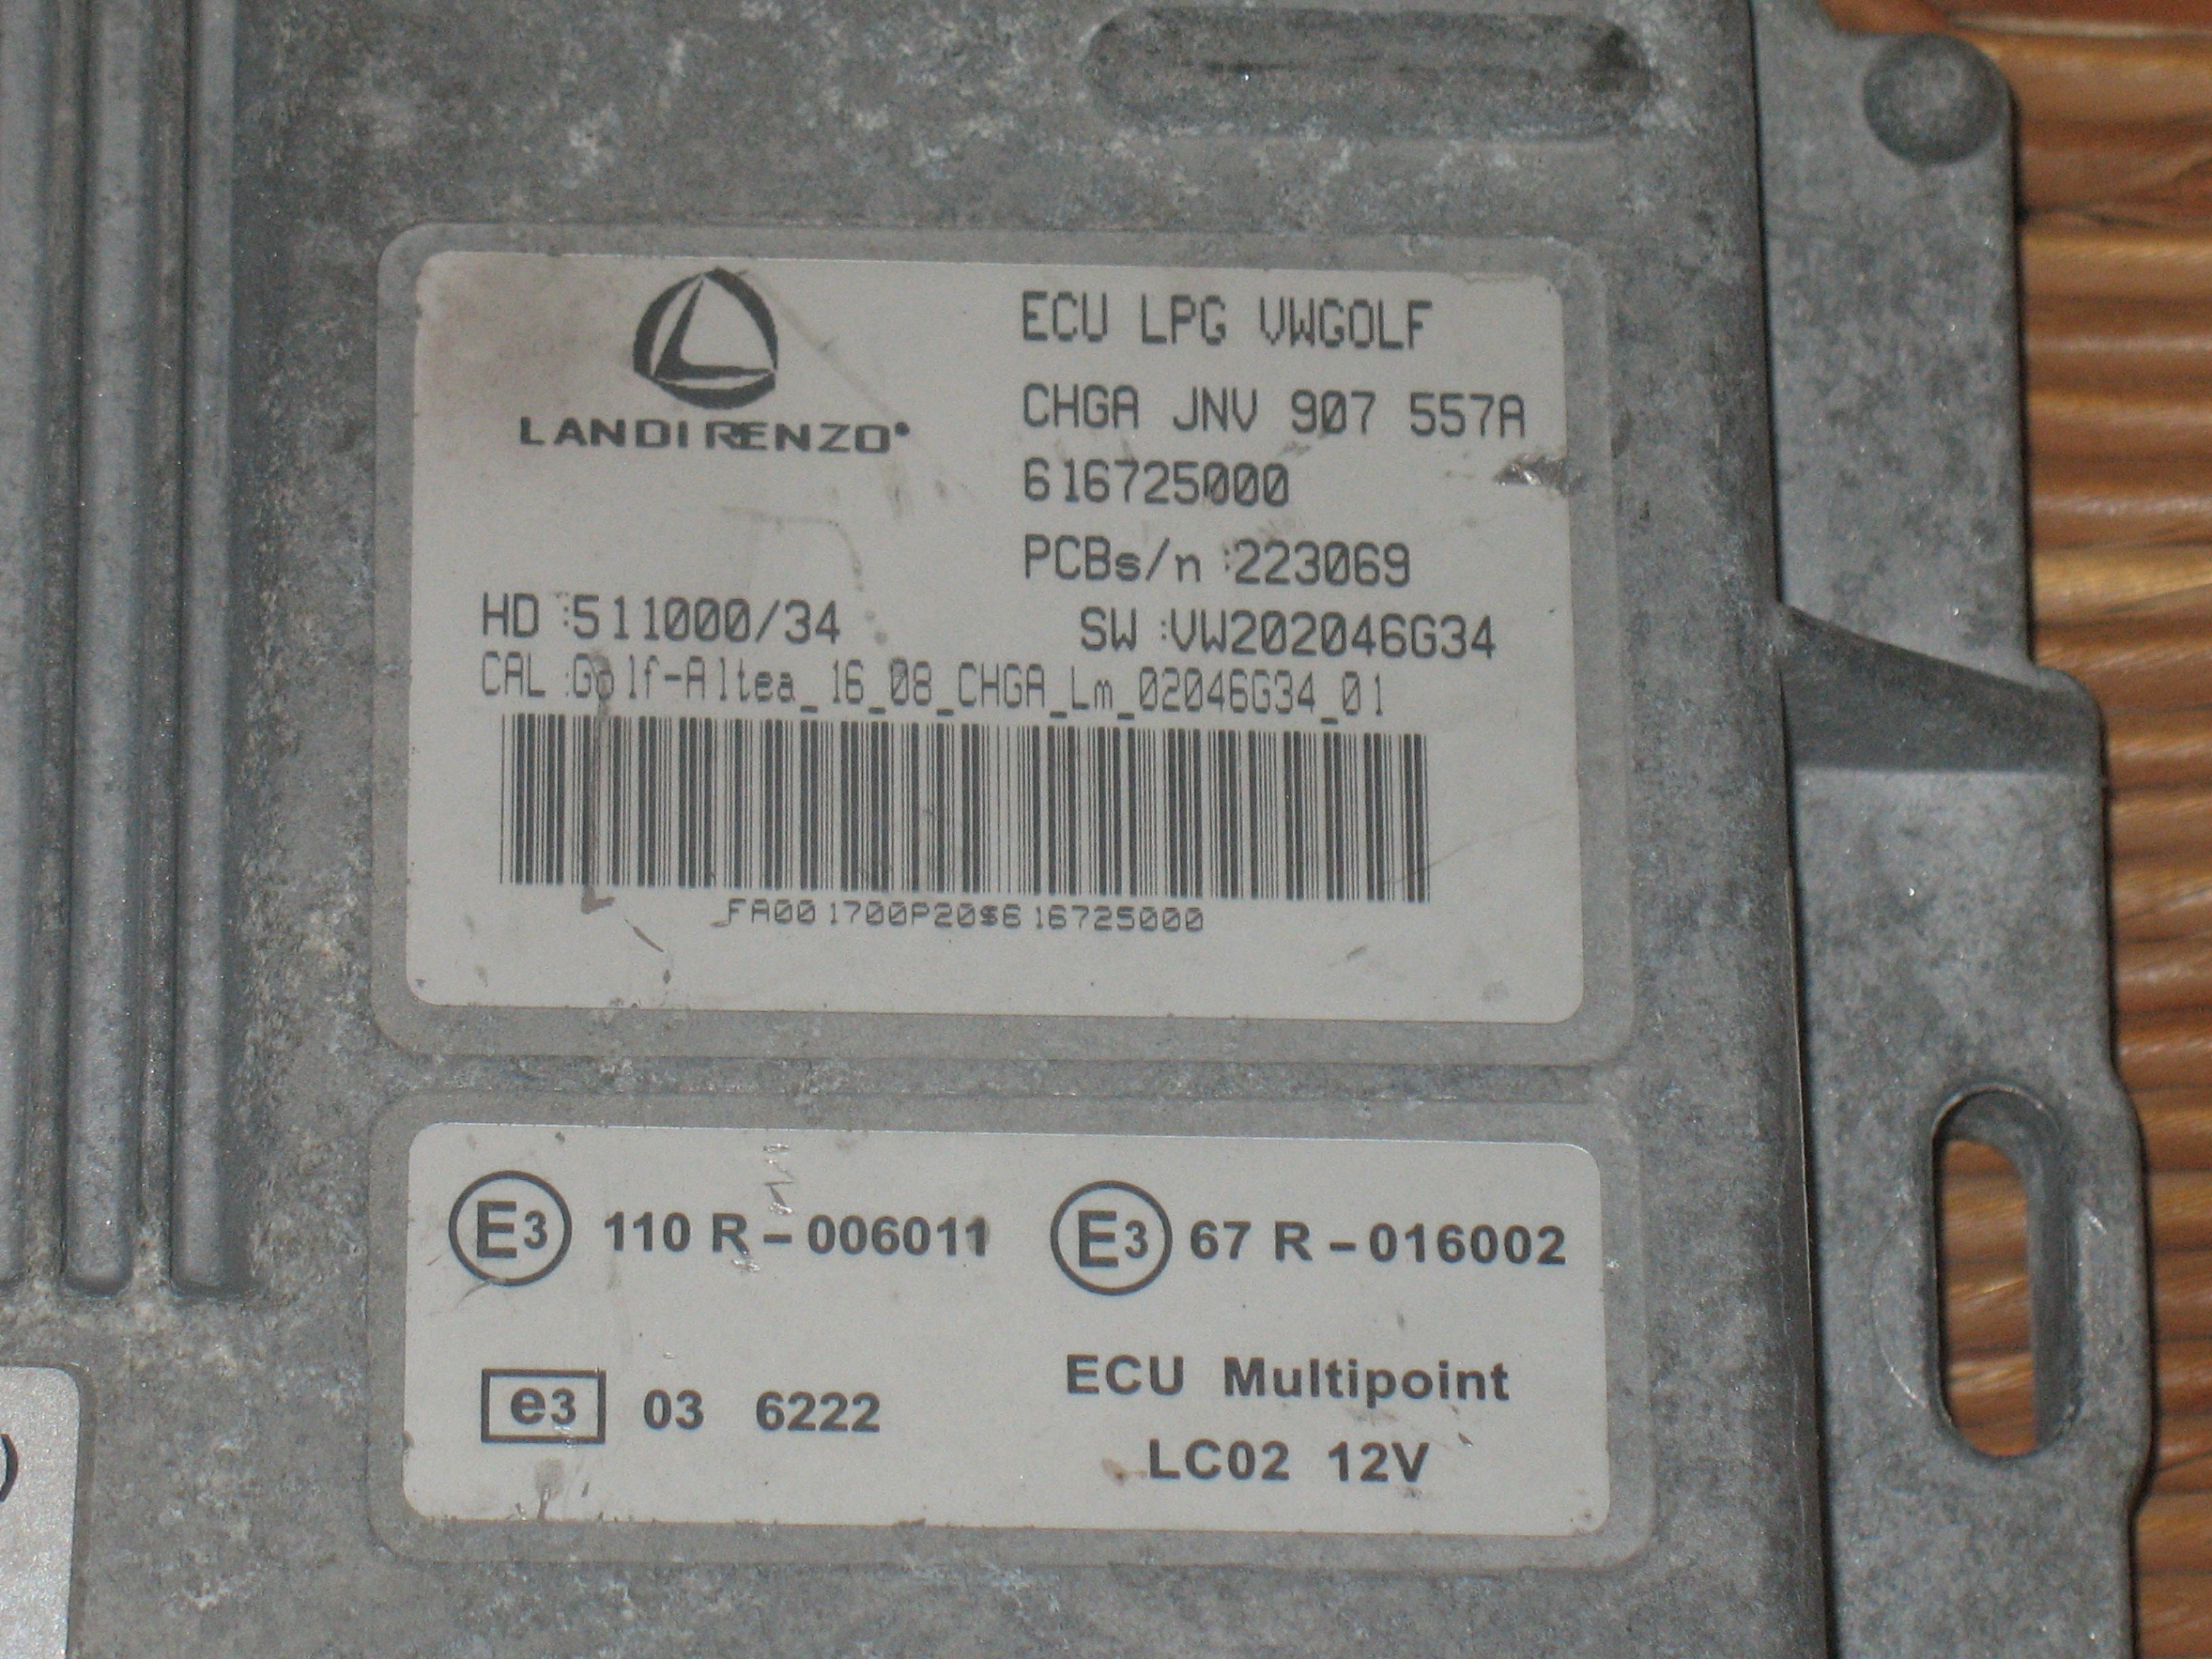 LANDIRENZO
ECU LPG VWGOLF
CHGA JNV 907 557A
616725000
PCBs/n :223069
HD :511000/34 SW :VW202046G34
CAL :Golf-Altea_16_08_CHGA_Lm_02046G34_01
FA001700P20$616725000
E3 110 R-006011 E3 67 R-016002
e3 03 6222
ECU Multipoint
LC02 12V